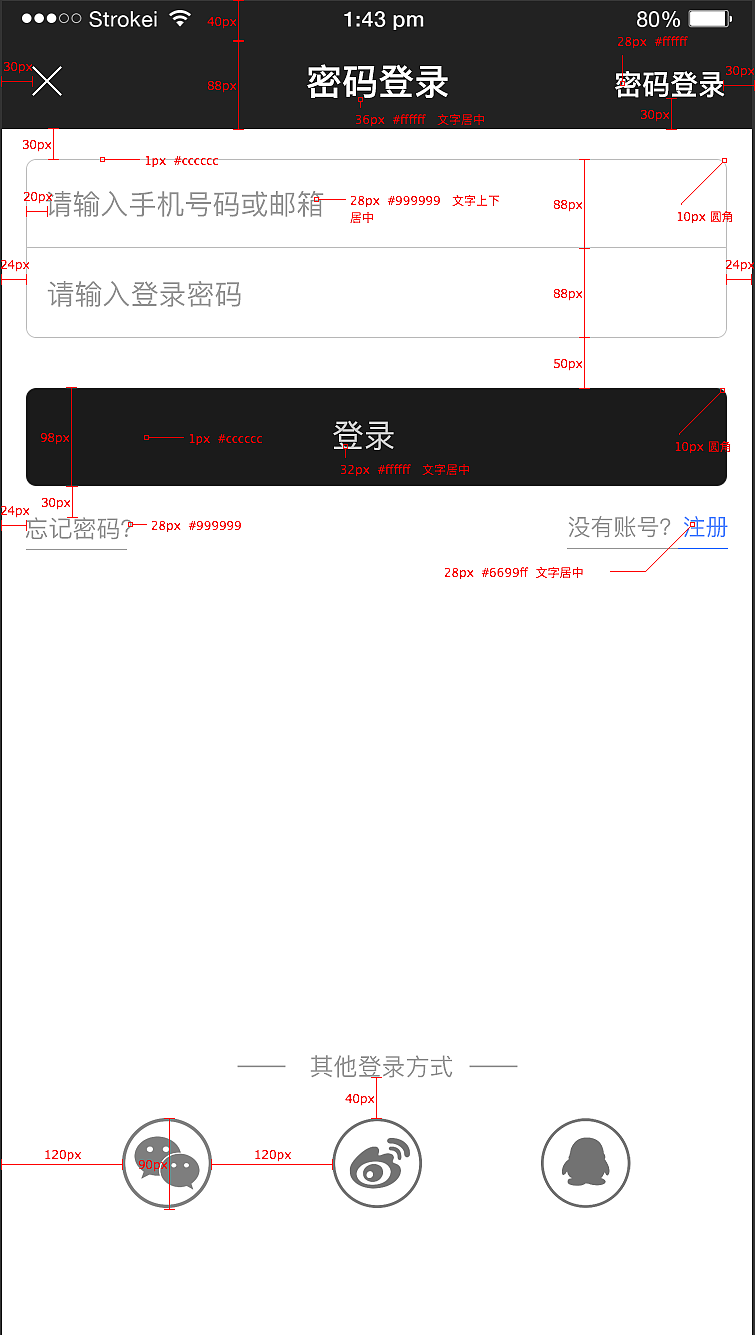 Strokei 1:43 pm 80%
40px
28px #ffffff
30px 密码登录 密码登录 30px
88px
36px #ffffff 文字居中 30px
30px
1px #cccccc
20px 请输入手机号码或邮箱 28px #999999 文字上下
居中
88px
10px 圆角
24px 24px
请输入登录密码 88px
50px
登录
98px 1px #cccccc
10px 圆角
32px #ffffff 文字居中
30px
24px
忘记密码? 28px #999999 没有账号? 注册
28px #6699ff 文字居中
其他登录方式
40px
120px 120px
90px